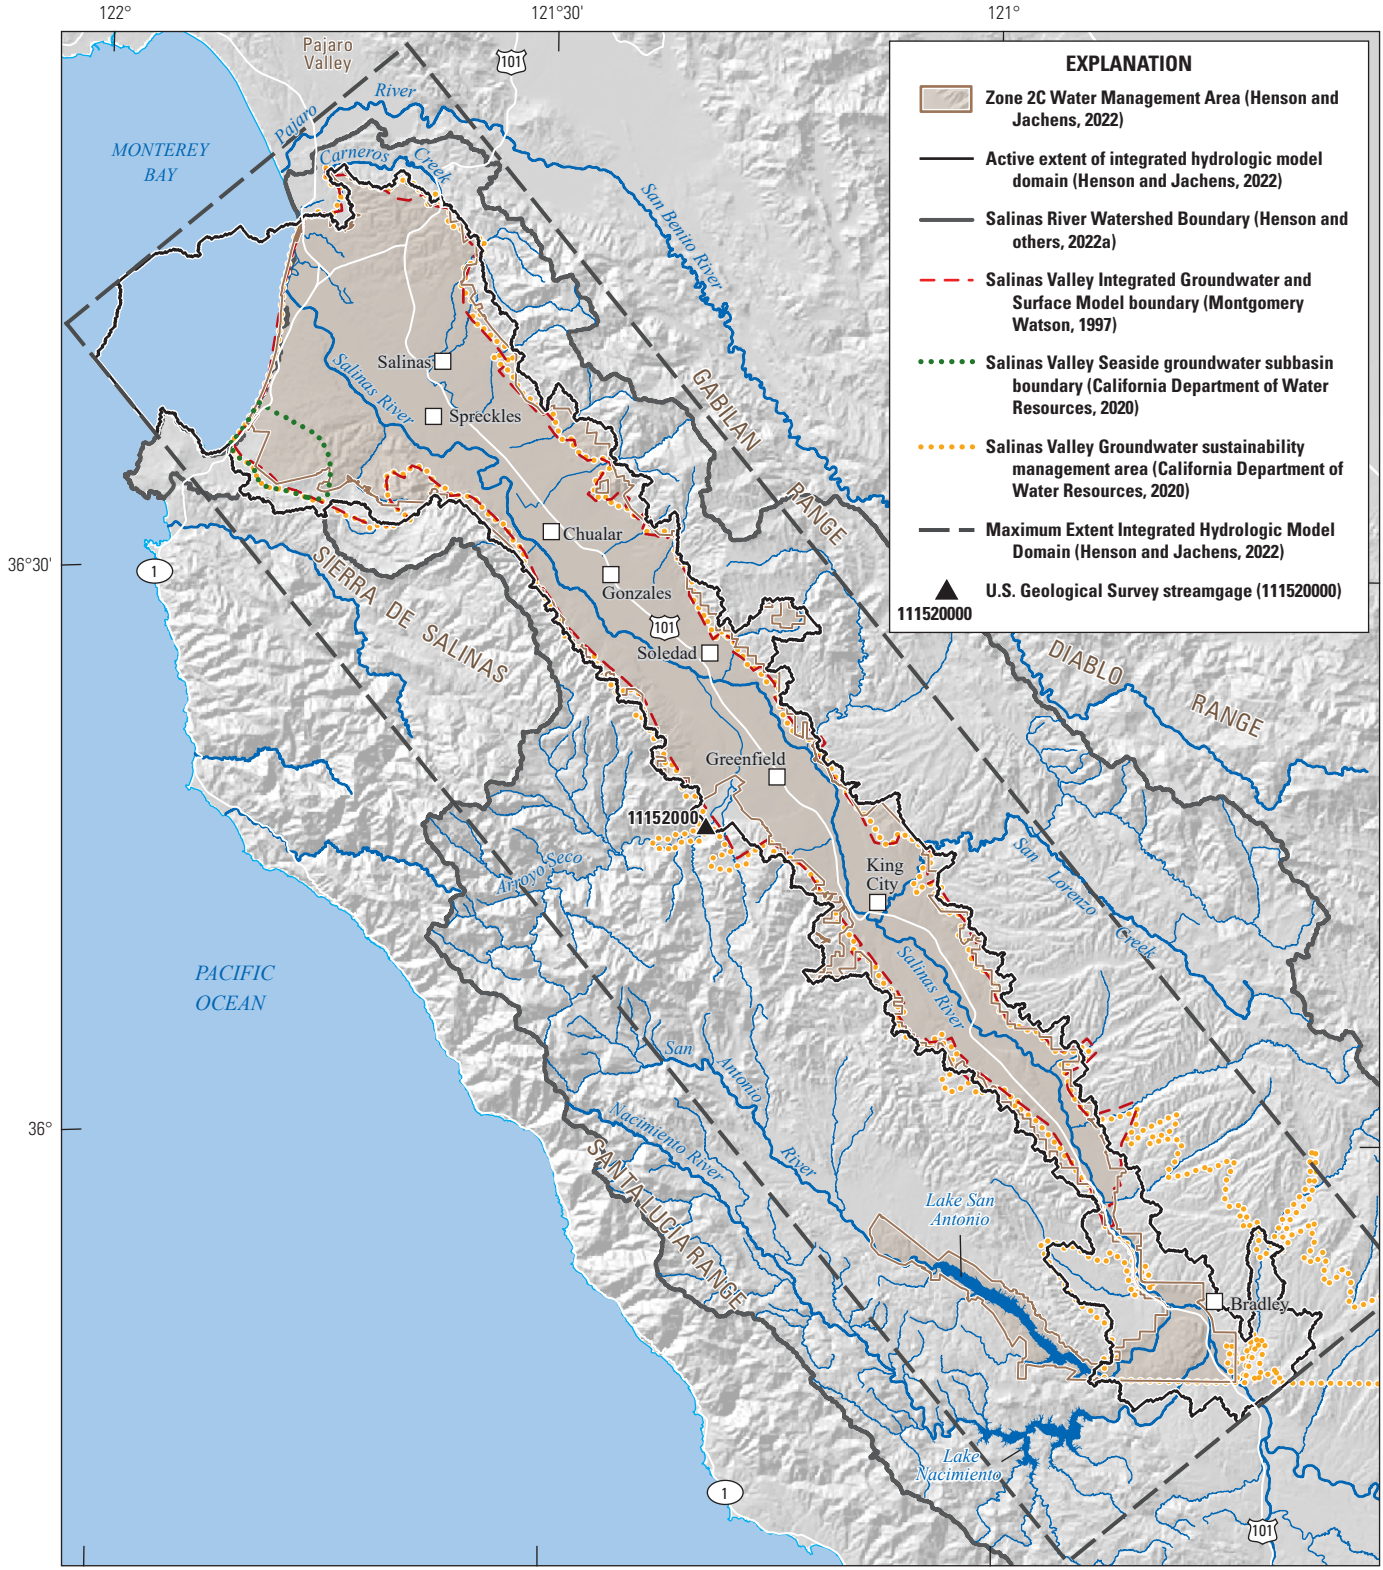 122°
121°30'
121°
Pajaro
Valley
101
River
Pajaro
MONTEREY
BAY
Carneros
Creek
San Benito River
EXPLANATION
Zone 2C Water Management Area (Henson and
Jachens, 2022)
Active extent of integrated hydrologic model
domain (Henson and Jachens, 2022)
Salinas River Watershed Boundary (Henson and
others, 2022a)
Salinas Valley Integrated Groundwater and
Surface Model boundary (Montgomery
Watson, 1997)
Salinas Valley Seaside groundwater subbasin
boundary (California Department of Water
Resources, 2020)
Salinas Valley Groundwater sustainability
management area (California Department of
Water Resources, 2020)
Maximum Extent Integrated Hydrologic Model
Domain (Henson and Jachens, 2022)
U.S. Geological Survey streamgage (111520000)
111520000
Salinas
Salinas River
Spreckles
GABILAN
RANGE
Chualar
36°30'
1
SIERRA DE SALINAS
Gonzales
101
Soledad
DIABLO
RANGE
Greenfield
11152000
Arroyo Seco
King
City
San
Lorenzo
Creek
PACIFIC
OCEAN
Salinas River
San
Antonio
River
Nacimiento River
36°
SANTA LUCIA RANGE
Lake San
Antonio
Bradley
Lake
Nacimiento
1
101